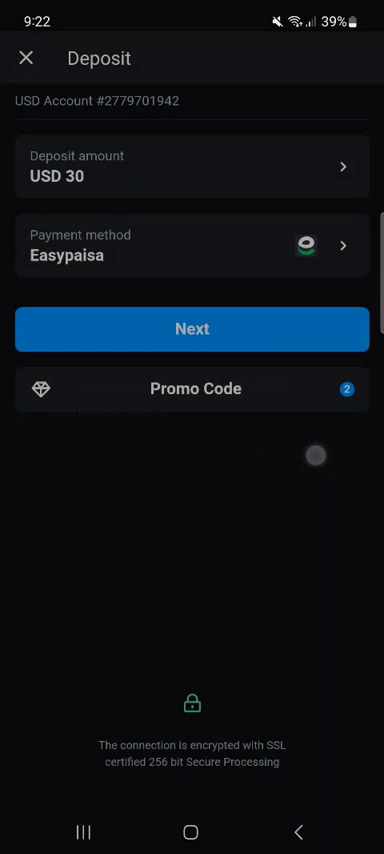 9:22
39%
Deposit
USD Account #2779701942
Deposit amount
USD 30
Payment method
Easypaisa
Next
Promo Code
2
The connection is encrypted with SSL
certified 256 bit Secure Processing